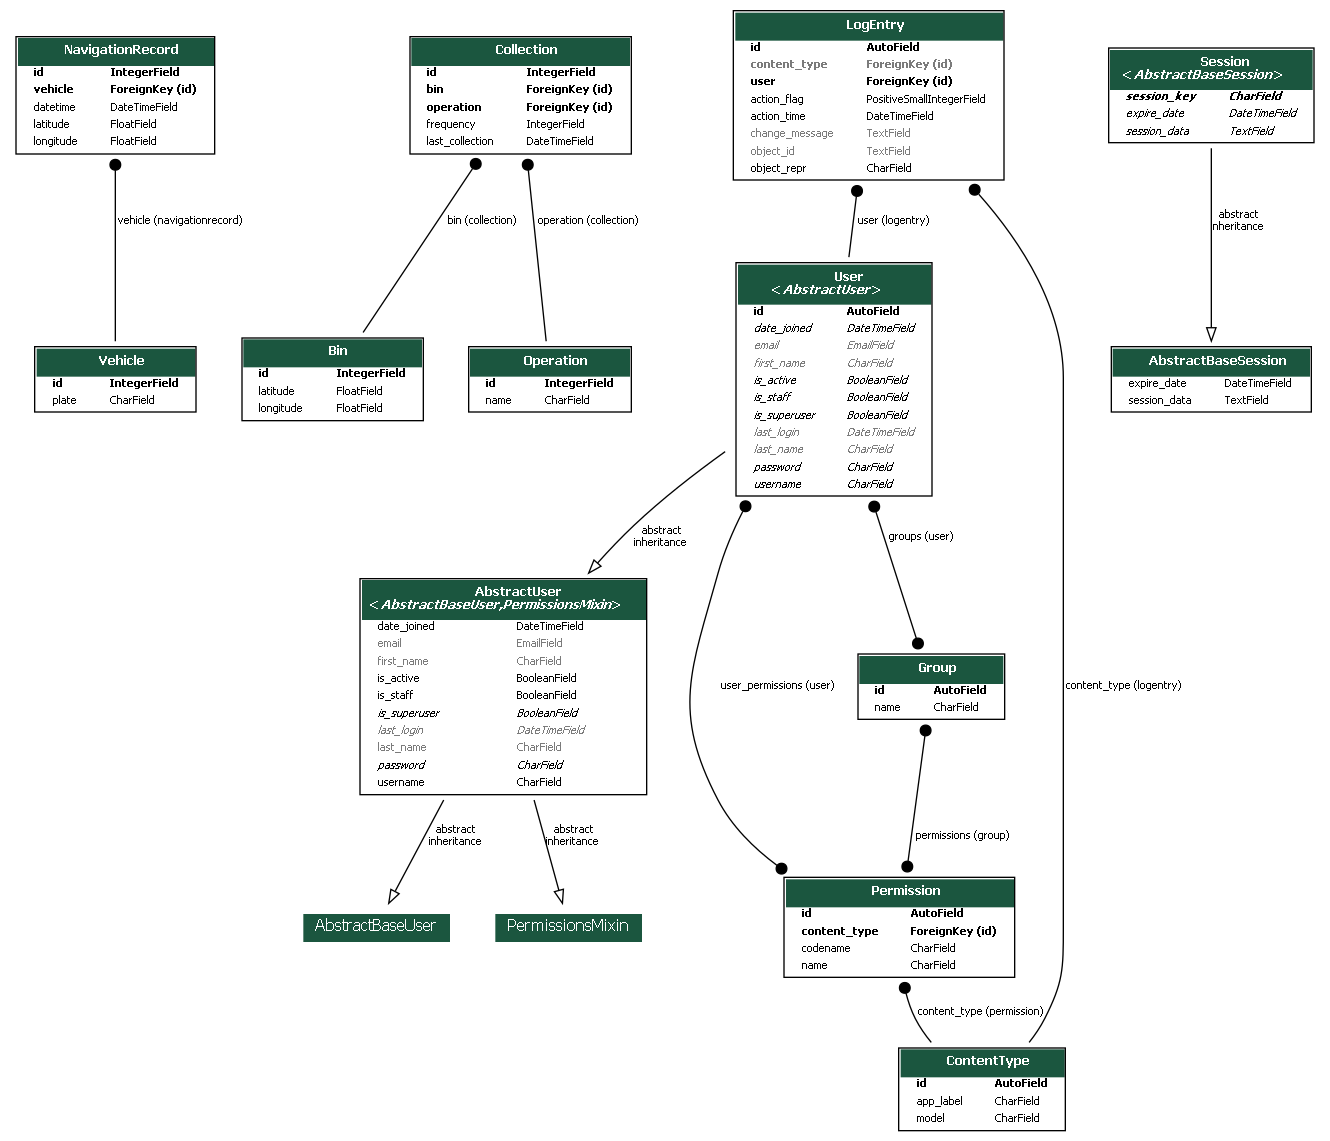 NavigationRecord
id IntegerField
vehicle ForeignKey (id)
datetime DateTimeField
latitude FloatField
longitude FloatField
Collection
id IntegerField
bin ForeignKey (id)
operation ForeignKey (id)
frequency IntegerField
last_collection DateTimeField
LogEntry
id AutoField
content_type ForeignKey (id)
user ForeignKey (id)
action_flag PositiveSmallIntegerField
action_time DateTimeField
change_message TextField
object_id TextField
object_repr CharField
Session
<AbstractBaseSession>
session_key CharField
expire_date DateTimeField
session_data TextField
vehicle (navigationrecord)
bin (collection)
operation (collection)
user (logentry)
abstract
nheritance
Vehicle
id IntegerField
plate CharField
Bin
id IntegerField
latitude FloatField
longitude FloatField
Operation
id IntegerField
name CharField
User
<AbstractUser>
id AutoField
date_joined DateTimeField
email EmailField
first_name CharField
is_active BooleanField
is_staff BooleanField
is_superuser BooleanField
last_login DateTimeField
last_name CharField
password CharField
username CharField
AbstractBaseSession
expire_date DateTimeField
session_data TextField
abstract
inheritance
groups (user)
AbstractUser
<AbstractBaseUser,PermissionsMixin>
date_joined DateTimeField
email EmailField
first_name CharField
is_active BooleanField
is_staff BooleanField
is_superuser BooleanField
last_login DateTimeField
last_name CharField
password CharField
username CharField
user_permissions (user)
Group
id AutoField
name CharField
content_type (logentry)
abstract
inheritance
abstract
inheritance
permissions (group)
AbstractBaseUser
PermissionsMixin
Permission
id AutoField
content_type ForeignKey (id)
codename CharField
name CharField
content_type (permission)
ContentType
id AutoField
app_label CharField
model CharField